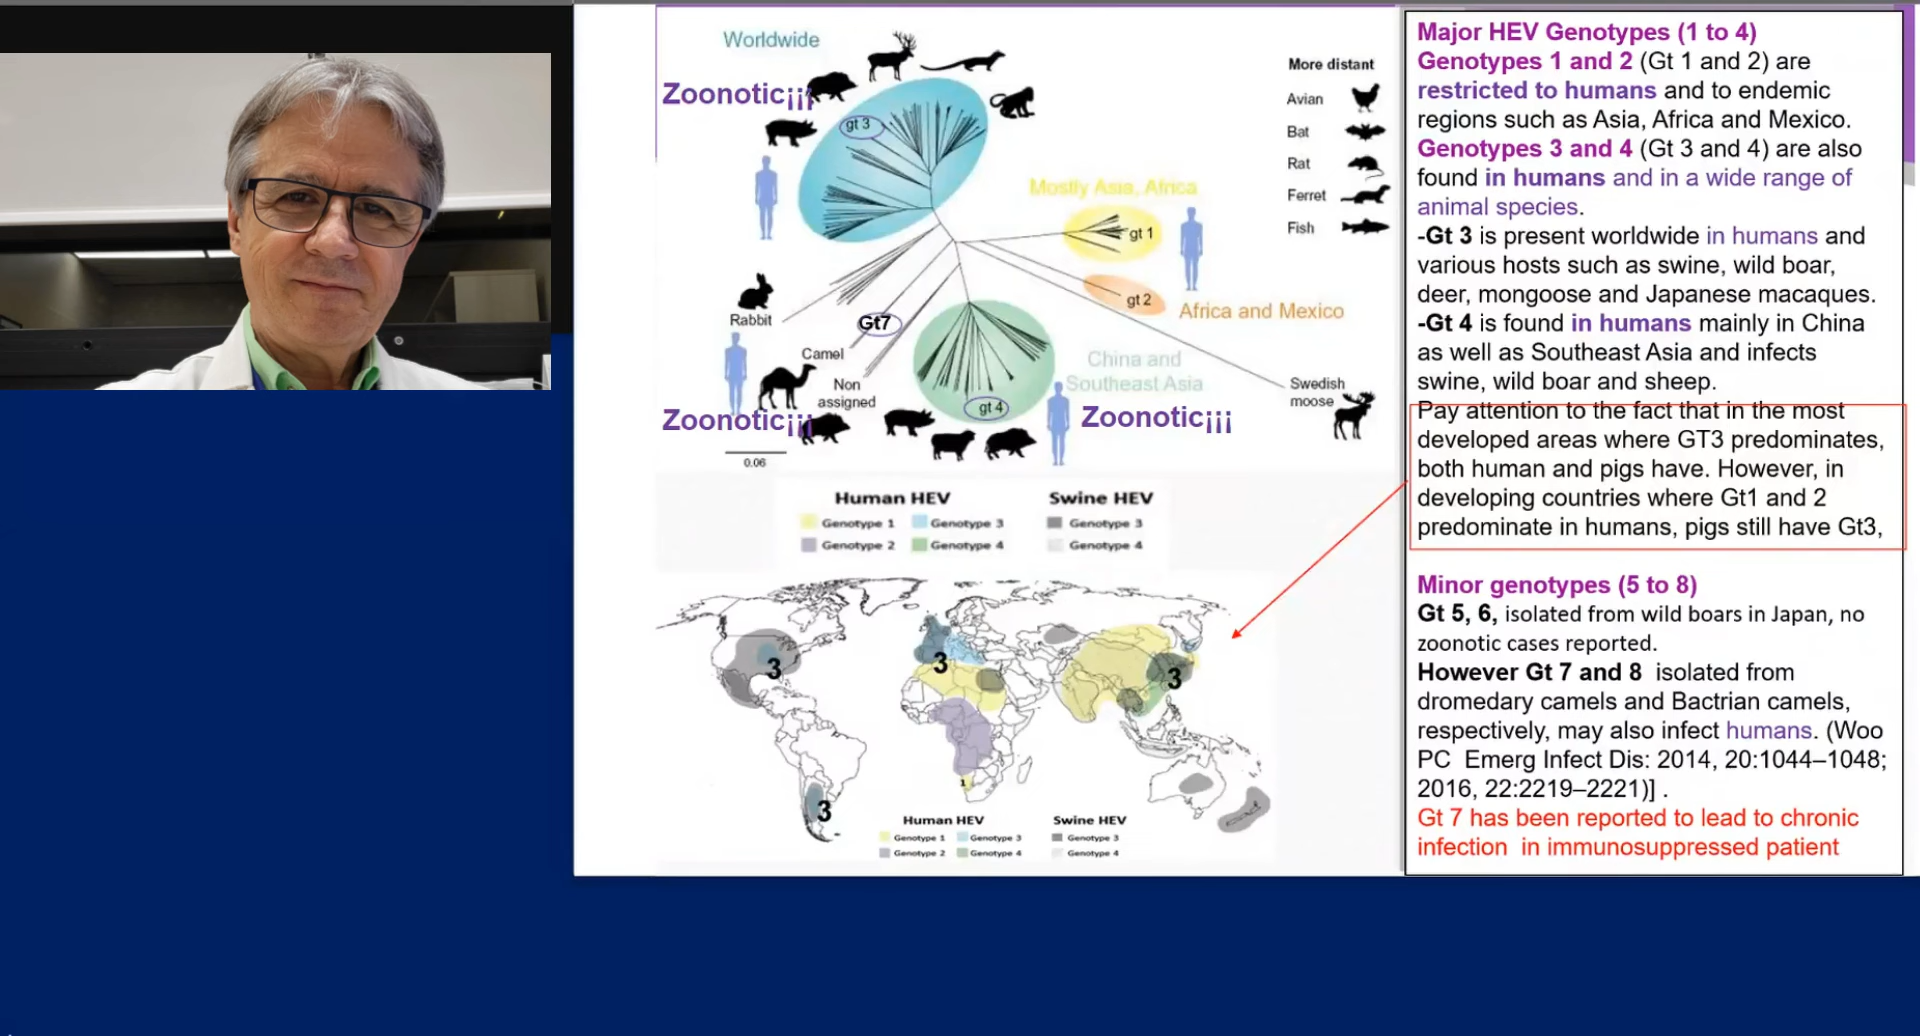 Worldwide
Zoonotic¡¡¡
gt 3
More distant
Avian
Bat
Rat
Ferret
Fish
Mostly Asia, Africa
gt 1
gt 2
Africa and Mexico
Rabbit
Gt7
Camel
Non
assigned
China and
Southeast Asia
gt 4
Zoonotic¡¡¡
Zoonotic¡¡¡
Swedish
moose
0.06
Human HEV
Swine HEV
Genotype 1
Genotype 3
Genotype 3
Genotype 2
Genotype 4
Genotype 4
3
3
3
1
3
Human HEV
Swine HEV
Genotype 1
Genotype 3
Genotype 3
Genotype 2
Genotype 4
Genotype 4
Major HEV Genotypes (1 to 4)
Genotypes 1 and 2 (Gt 1 and 2) are
restricted to humans and to endemic
regions such as Asia, Africa and Mexico.
Genotypes 3 and 4 (Gt 3 and 4) are also
found in humans and in a wide range of
animal species.
-Gt 3 is present worldwide in humans and
various hosts such as swine, wild boar,
deer, mongoose and Japanese macaques.
-Gt 4 is found in humans mainly in China
as well as Southeast Asia and infects
swine, wild boar and sheep.
Pay attention to the fact that in the most
developed areas where GT3 predominates,
both human and pigs have. However, in
developing countries where Gt1 and 2
predominate in humans, pigs still have Gt3,
Minor genotypes (5 to 8)
Gt 5, 6, isolated from wild boars in Japan, no
zoonotic cases reported.
However Gt 7 and 8 isolated from
dromedary camels and Bactrian camels,
respectively, may also infect humans. (Woo
PC Emerg Infect Dis: 2014, 20:1044–1048;
2016, 22:2219–2221)] .
Gt 7 has been reported to lead to chronic
infection in immunosuppressed patient